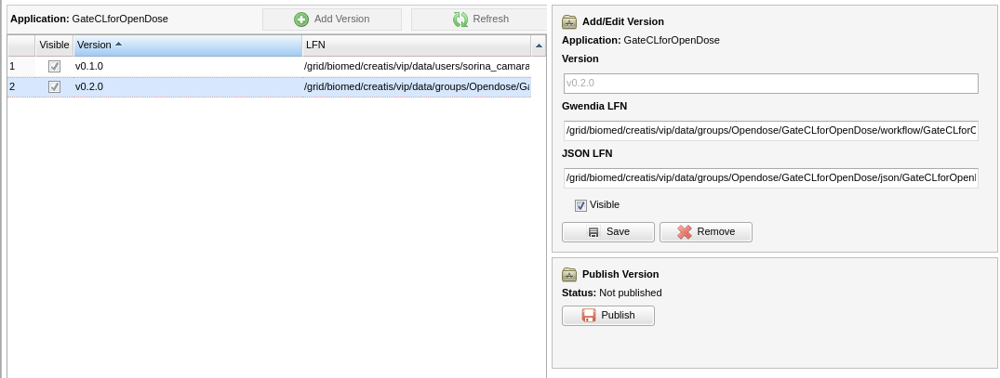 Application: GateCLforOpenDose
Add Version
Refresh
Visible
Version
LFN
1
v0.1.0
/grid/biomed/creatis/vip/data/users/sorina_camara
2
v0.2.0
/grid/biomed/creatis/vip/data/groups/Opendose/Ga
Add/Edit Version
Application: GateCLforOpenDose
Version
v0.2.0
Gwendia LFN
/grid/biomed/creatis/vip/data/groups/Opendose/GateCLforOpenDose/workflow/GateCLforO
JSON LFN
/grid/biomed/creatis/vip/data/groups/Opendose/GateCLforOpenDose/json/GateCLforOpen
Visible
Save
Remove
Publish Version
Status: Not published
Publish